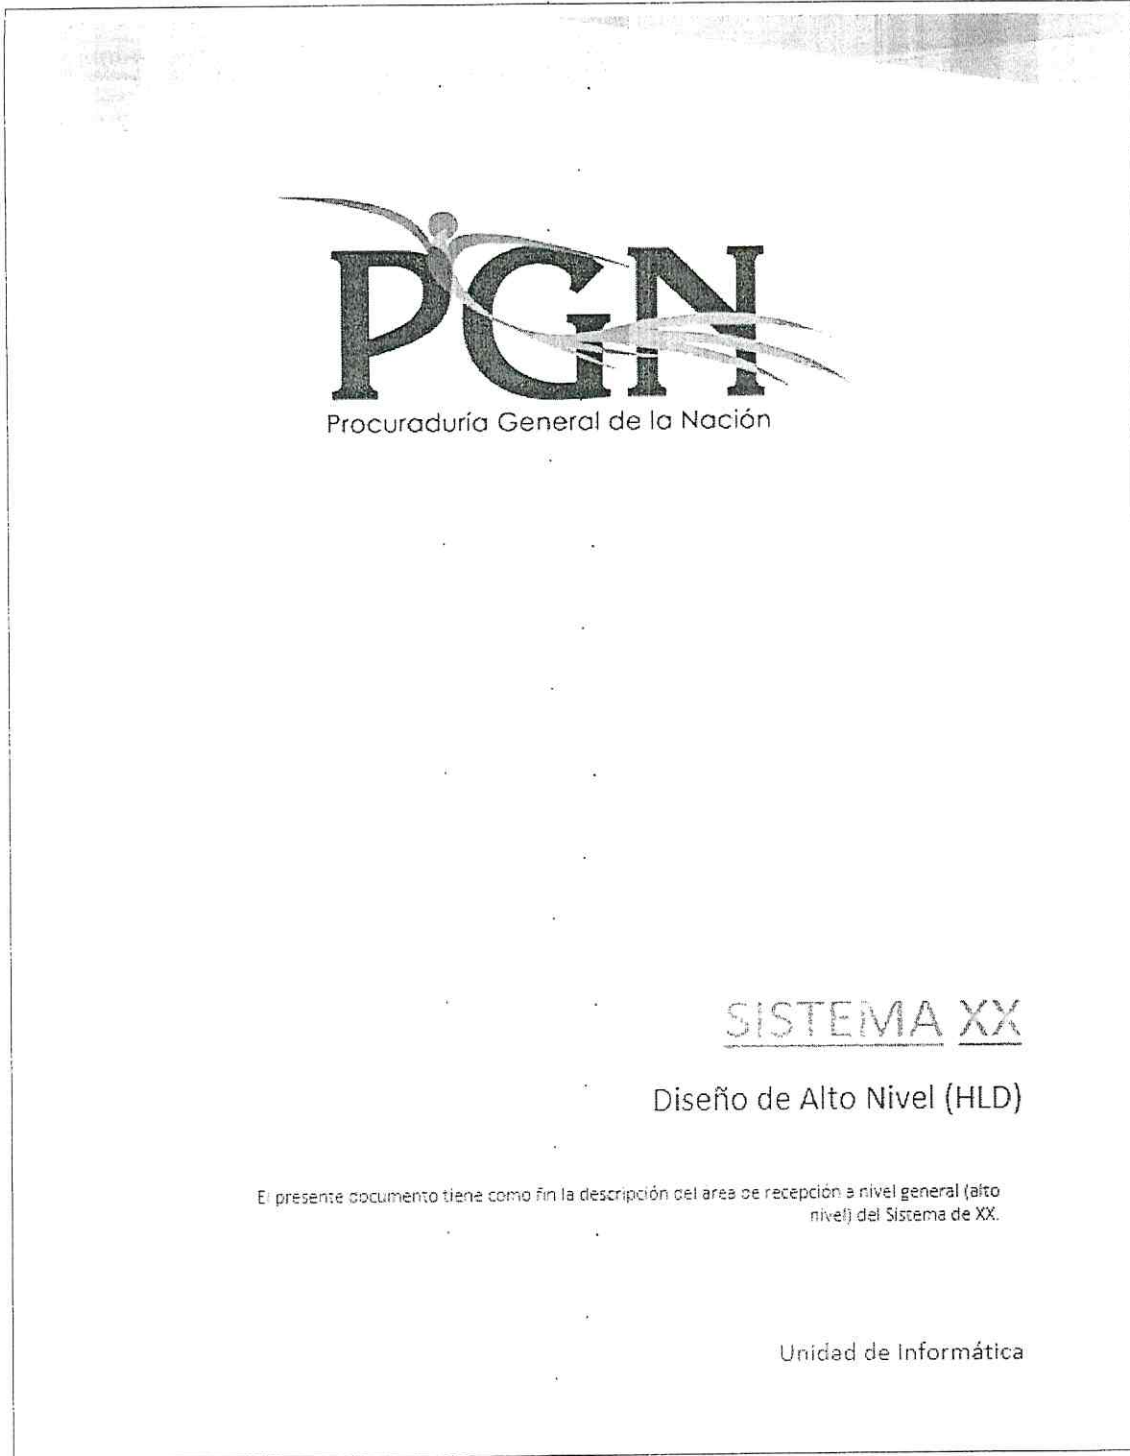 PGN
Procuraduría General de la Nación
SISTEMA XX
Diseño de Alto Nivel (HLD)
El presente documento tiene como fin la descripción del area de recepción a nivel general (alto
nivel) del Sistema de XX.
Unidad de Informática